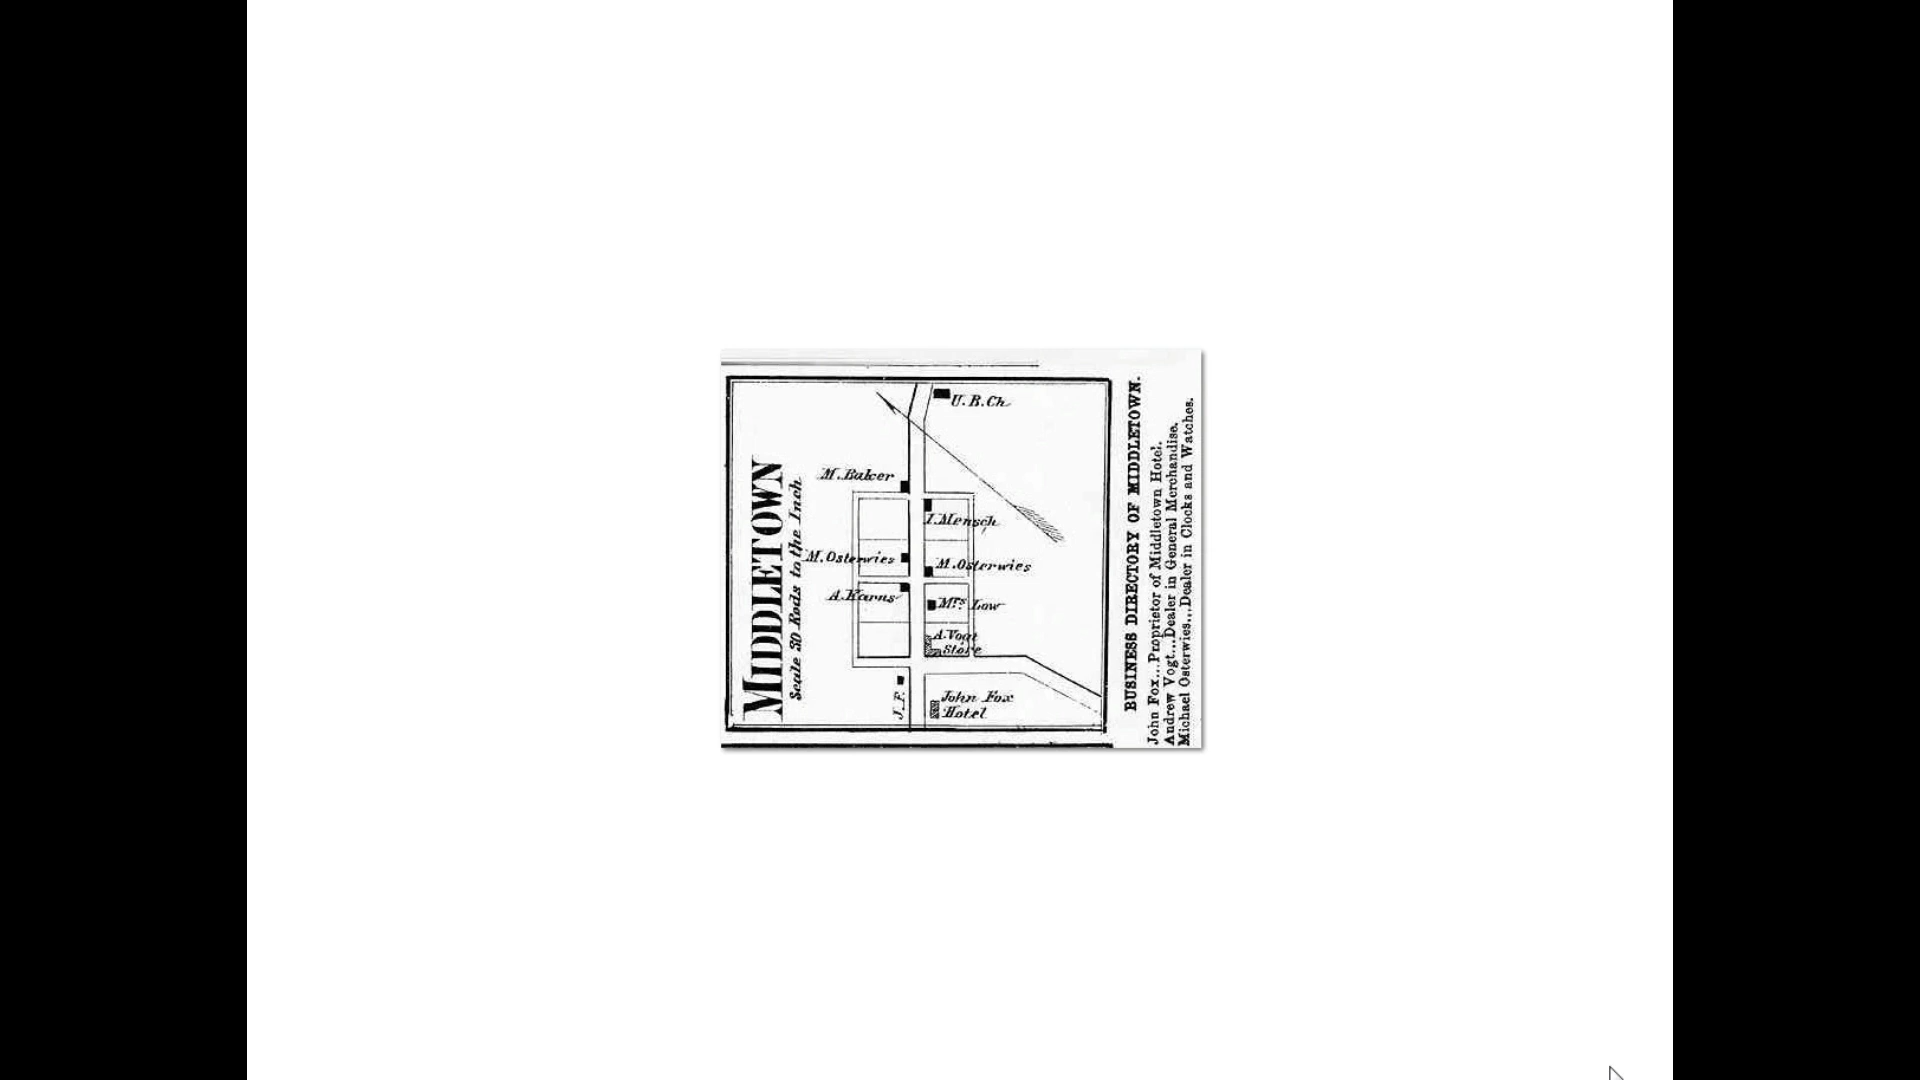 MIDDLETOWN
Scale 30 Rods to the Inch
U.B.Ch
M. Baker
I. Mensch
M. Osterwies
M. Osterwies
A. Karns
Mrs. Low
A. Vogt
Store
J. F.
John Fox
Hotel
BUSINESS DIRECTORY OF MIDDLETOWN.
John Fox...Proprietor of Middletown Hotel.
Andrew Vogt...Dealer in General Merchandise.
Michael Osterwies...Dealer in Clocks and Watches.